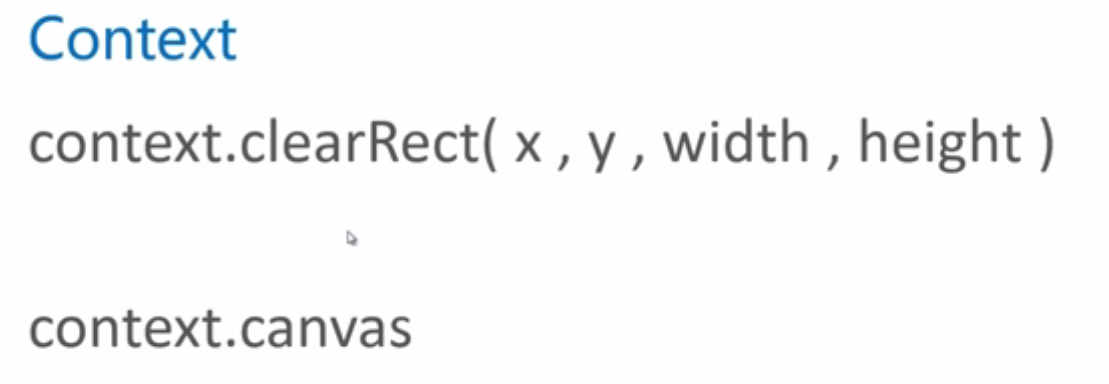 Context
context.clearRect( x , y , width , height )
context.canvas